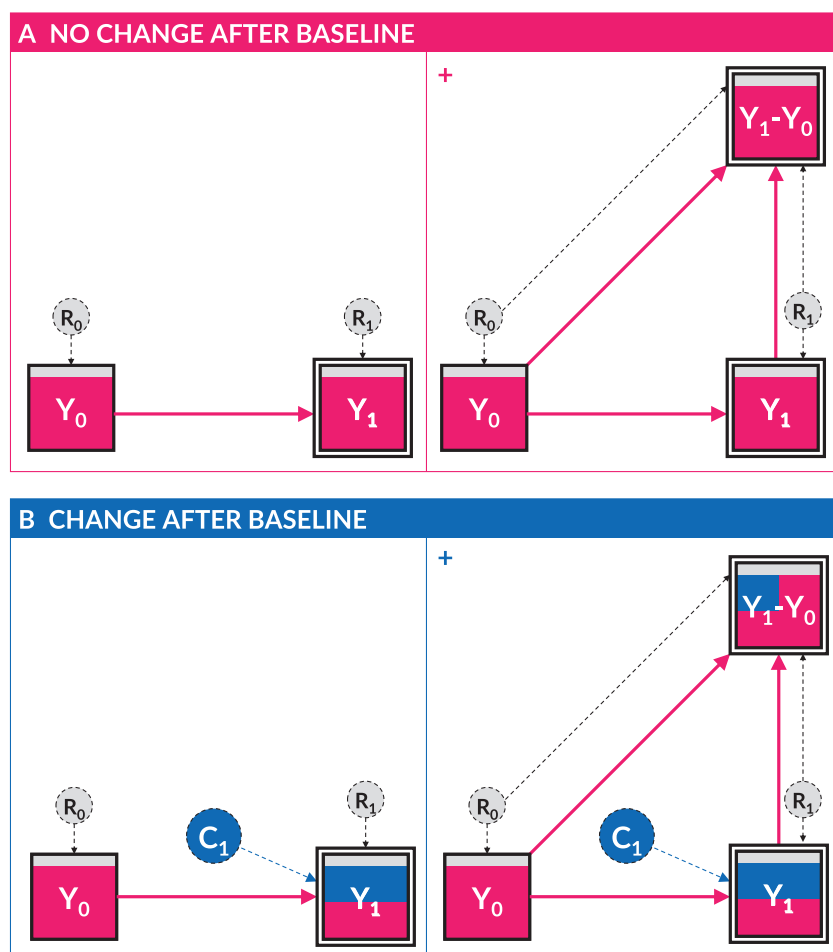 A NO CHANGE AFTER BASELINE
+
Y₁-Y₀
R₀
R₁
R₀
R₁
Y₀
Y₁
Y₀
Y₁
B CHANGE AFTER BASELINE
+
Y₁-Y₀
R₀
R₁
R₀
R₁
C₁
C₁
Y₀
Y₁
Y₀
Y₁